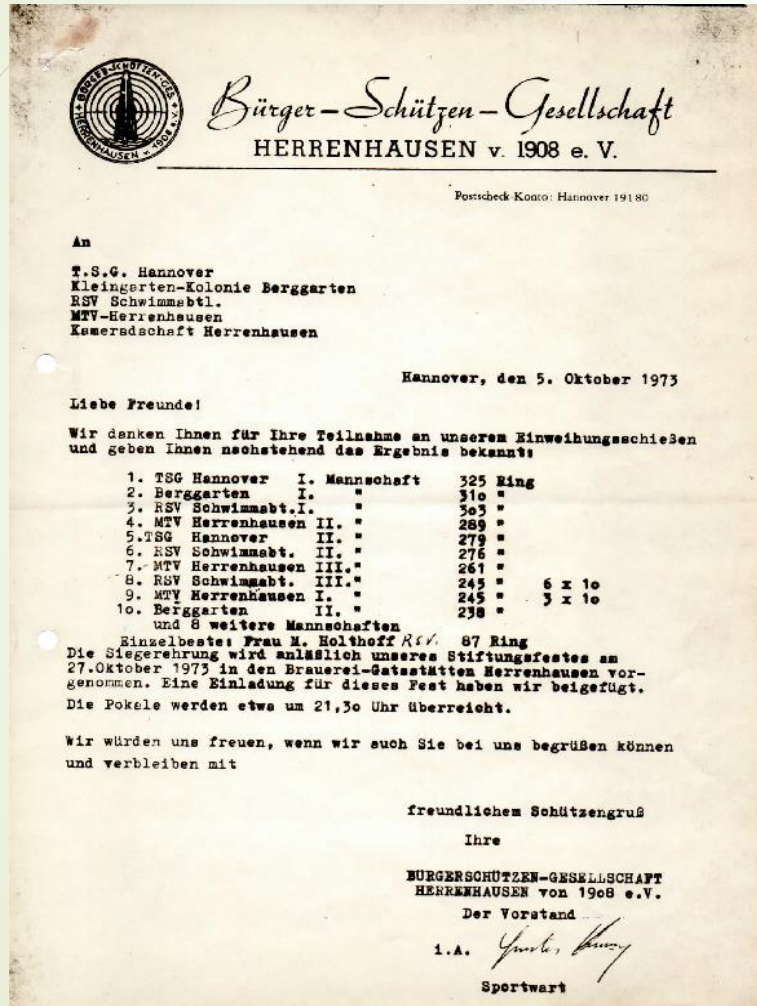 BÜRGER-SCHÜTZEN-GES.
HERRENHAUSEN v. 1908 e.V.
Bürger – Schützen – Gesellschaft
HERRENHAUSEN v. 1908 e. V.
Postscheck-Konto: Hannover 191 80
An
T.S.G. Hannover
Kleingarten-Kolonie Berggarten
RSV Schwimmabtl.
MTV-Herrenhausen
Kameradschaft Herrenhausen
Hannover, den 5. Oktober 1973
Liebe Freunde!
Wir danken Ihnen für Ihre Teilnahme an unserem Einweihungsschießen
und geben Ihnen nachstehend das Ergebnis bekannt:
1. TSG Hannover I. Mannschaft 325 Ring
2. Berggarten I. " 31o "
3. RSV Schwimmabt.I. " 3o3 "
4. MTV Herrenhausen II. " 289 "
5.TSG Hannover II. " 279 "
6. RSV Schwimmabt. II. " 276 "
7. MTV Herrenhausen III." 261 "
8. RSV Schwimmabt. III." 245 " 6 x 1o
9. MTV Herrenhausen I. " 245 " 3 x 1o
1o. Berggarten II. " 238 "
und 8 weitere Mannschaften
Einzelbeste: Frau M. Holthoff RSV. 87 Ring
Die Siegerehrung wird anläßlich unseres Stiftungsfestes am
27.Oktober 1973 in den Brauerei-Gatsstätten Herrenhausen vor-
genommen. Eine Einladung für dieses Fest haben wir beigefügt.
Die Pokale werden etwa um 21,3o Uhr überreicht.
Wir würden uns freuen, wenn wir auch Sie bei uns begrüßen können
und verbleiben mit
freundlichem Schützengruß
Ihre
BÜRGERSCHÜTZEN-GESELLSCHAFT
HERRENHAUSEN von 19o8 e.V.
Der Vorstand
i.A.
Sportwart